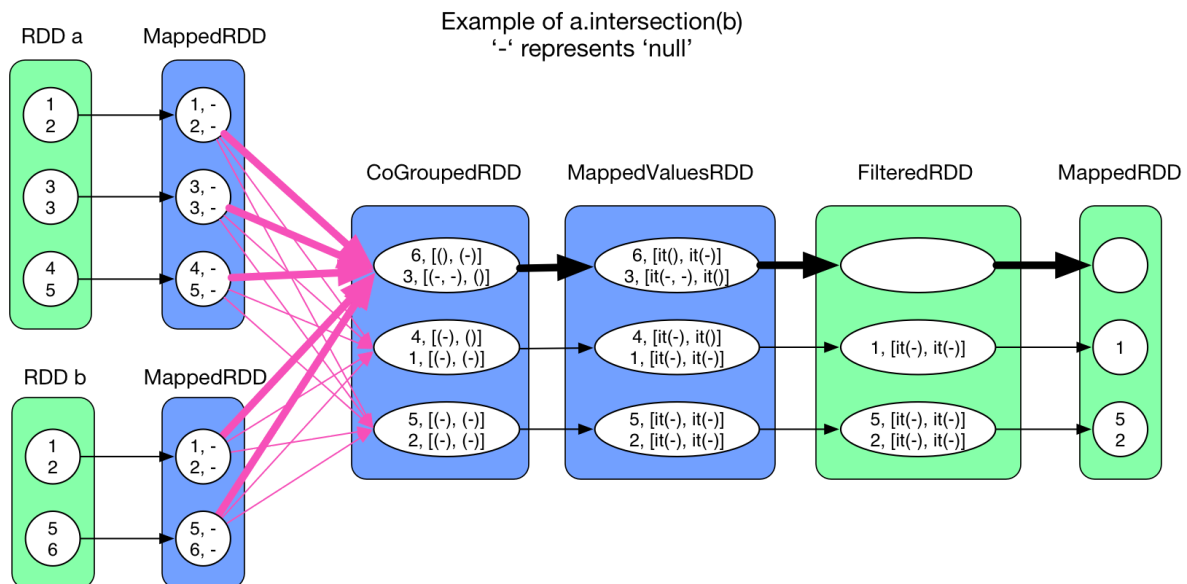 Example of a.intersection(b)
‘-‘ represents ‘null’
RDD a
MappedRDD
1
2
1, -
2, -
3
3
3, -
3, -
4
5
4, -
5, -
RDD b
MappedRDD
1
2
1, -
2, -
5
6
5, -
6, -
CoGroupedRDD
6, [(), (-)]
3, [(-, -), ()]
4, [(-), ()]
1, [(-), (-)]
5, [(-), (-)]
2, [(-), (-)]
MappedValuesRDD
6, [it(), it(-)]
3, [it(-, -), it()]
4, [it(-), it()]
1, [it(-), it(-)]
5, [it(-), it(-)]
2, [it(-), it(-)]
FilteredRDD
1, [it(-), it(-)]
5, [it(-), it(-)]
2, [it(-), it(-)]
MappedRDD
1
5
2